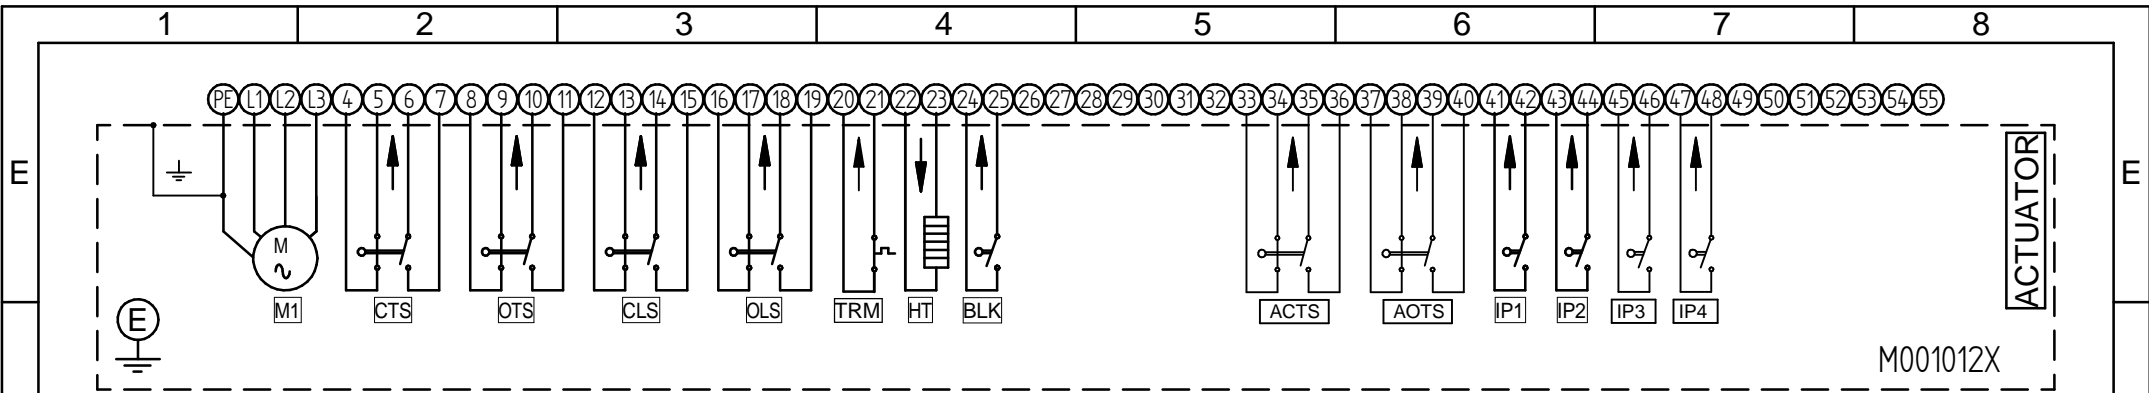 1 2 3 4 5 6 7 8
PE L1 L2 L3 4 5 6 7 8 9 10 11 12 13 14 15 16 17 18 19 20 21 22 23 24 25 26 27 28 29 30 31 32 33 34 35 36 37 38 39 40 41 42 43 44 45 46 47 48 49 50 51 52 53 54 55
E E
ACTUATOR
M
M1 CTS OTS CLS OLS TRM HT BLK ACTS AOTS IP1 IP2 IP3 IP4
E
M001012X